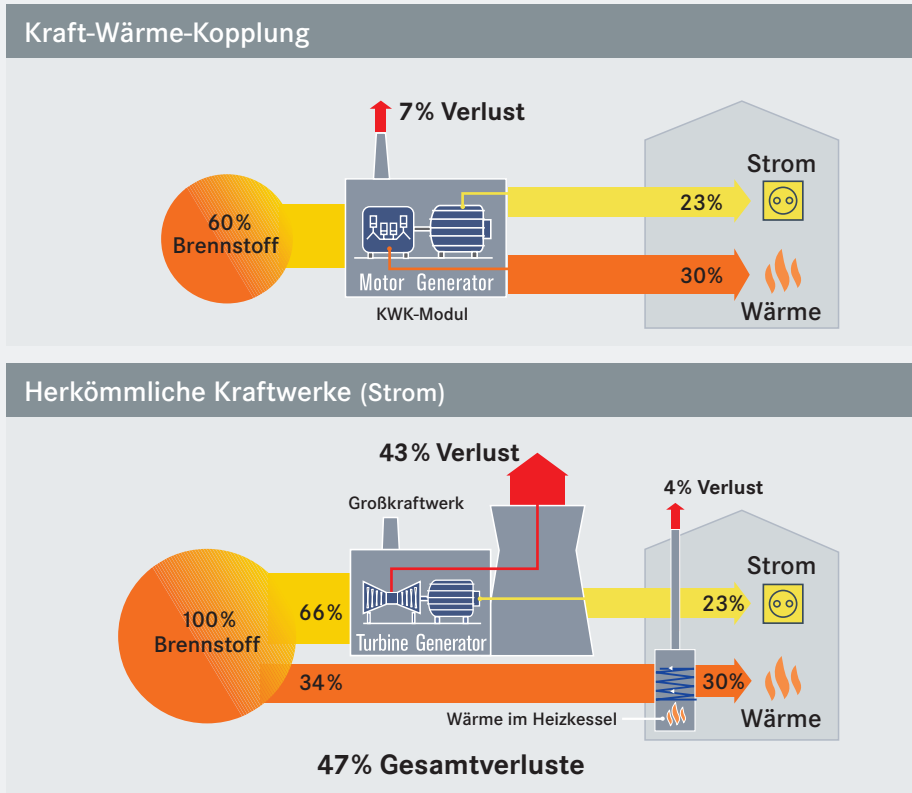 Kraft-Wärme-Kopplung
7% Verlust
Strom
60%
Brennstoff
23%
30%
Motor Generator
Wärme
KWK-Modul
Herkömmliche Kraftwerke (Strom)
43% Verlust
4% Verlust
Großkraftwerk
Strom
100%
Brennstoff
66%
23%
Turbine Generator
34%
30%
Wärme im Heizkessel
Wärme
47% Gesamtverluste